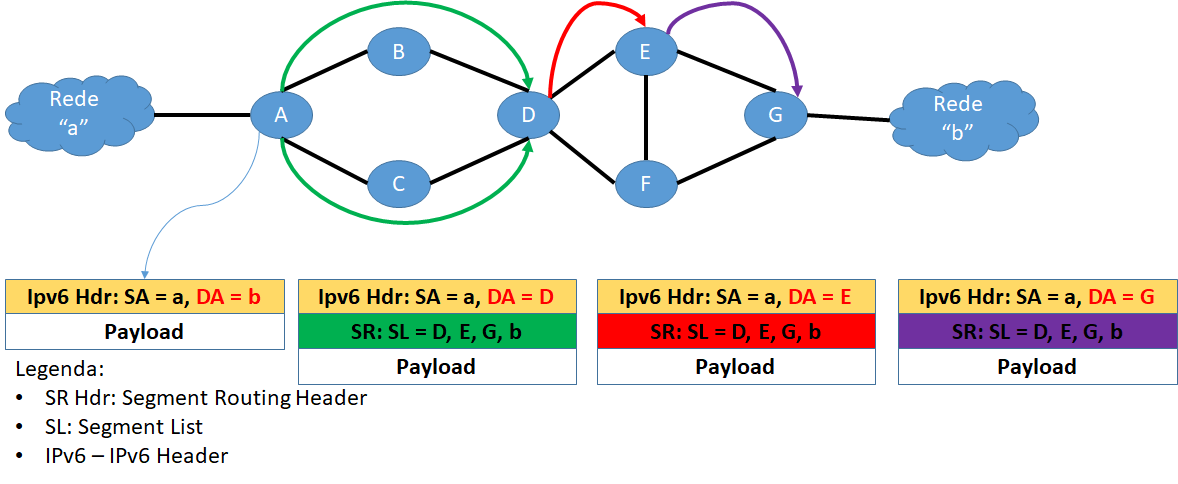 Rede
“a”
A
B
C
D
E
F
G
Rede
“b”
Ipv6 Hdr: SA = a, DA = b
Payload
Ipv6 Hdr: SA = a, DA = D
SR: SL = D, E, G, b
Payload
Ipv6 Hdr: SA = a, DA = E
SR: SL = D, E, G, b
Payload
Ipv6 Hdr: SA = a, DA = G
SR: SL = D, E, G, b
Payload
Legenda:
• SR Hdr: Segment Routing Header
• SL: Segment List
• IPv6 – IPv6 Header